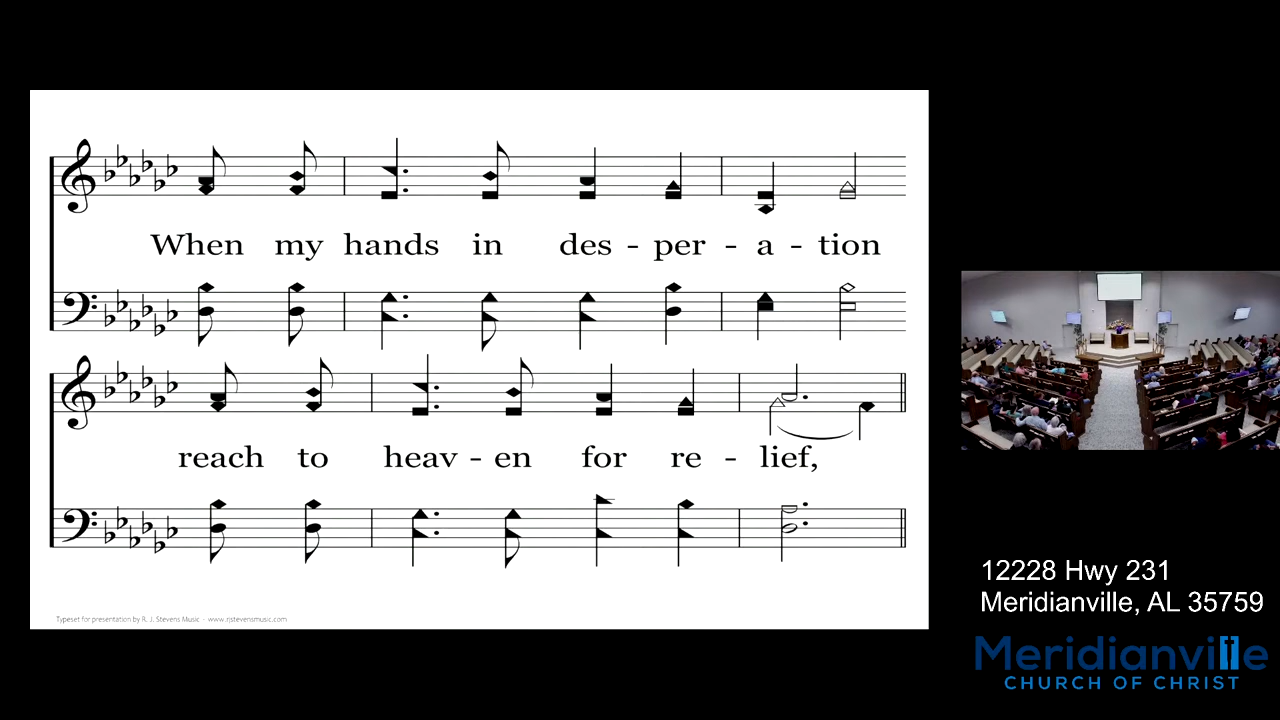 When my hands in des - per - a - tion
reach to heav - en for re - lief,
Typeset for presentation by R. J. Stevens Music - www.rjstevensmusic.com
12228 Hwy 231
Meridianville, AL 35759
Meridianville
CHURCH OF CHRIST